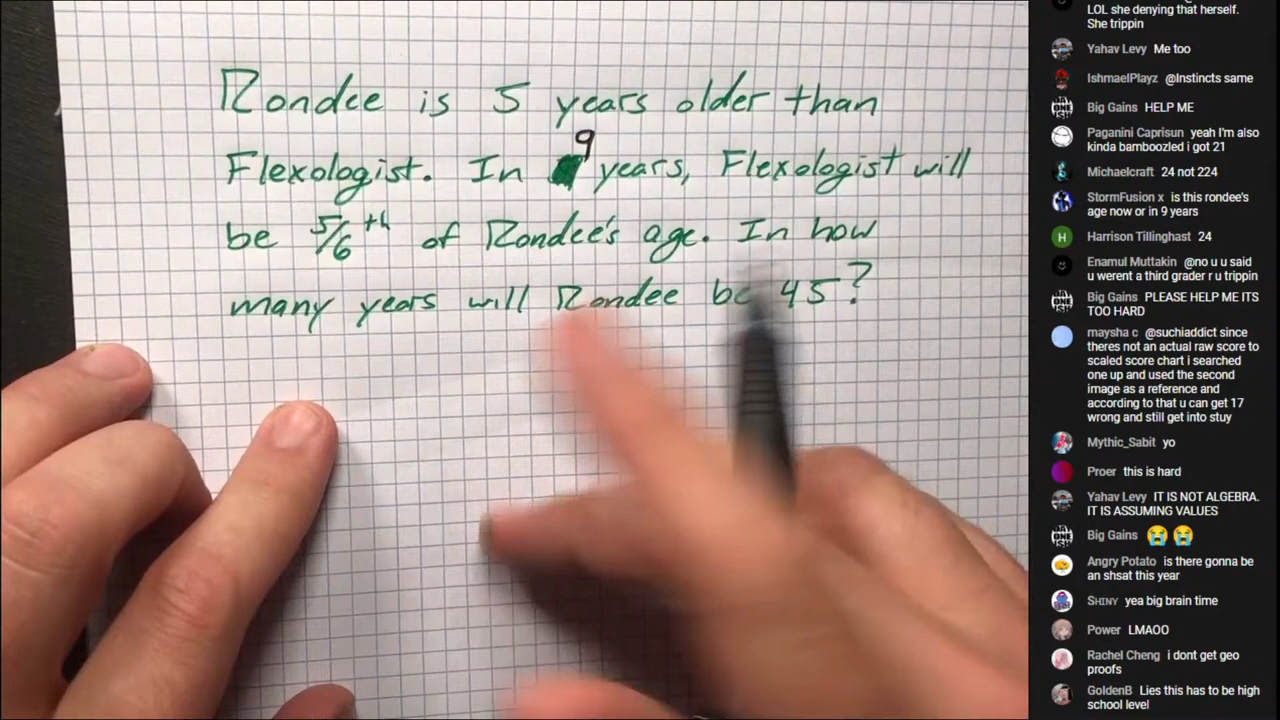 Rondee is 5 years older than
9
Flexologist. In years, Flexologist will
be 5/6th of Rondee's age. In how
many years will Rondee be 45?
LOL she denying that herself.
She trippin
Yahav Levy Me too
IshmaelPlayz @Instincts same
Big Gains HELP ME
Paganini Caprisun yeah I'm also
kinda bamboozled i got 21
Michaelcraft 24 not 224
StormFusion x is this rondee's
age now or in 9 years
Harrison Tillinghast 24
Enamul Muttakin @no u u said
u werent a third grader r u trippin
Big Gains PLEASE HELP ME ITS
TOO HARD
maysha c @suchiaddict since
theres not an actual raw score to
scaled score chart i searched
one up and used the second
image as a reference and
according to that u can get 17
wrong and still get into stuy
Mythic_Sabit yo
Proer this is hard
Yahav Levy IT IS NOT ALGEBRA.
IT IS ASSUMING VALUES
Big Gains 😭😭
Angry Potato is there gonna be
an shsat this year
Shiny yea big brain time
Power LMAOO
Rachel Cheng i dont get geo
proofs
GoldenB Lies this has to be high
school level